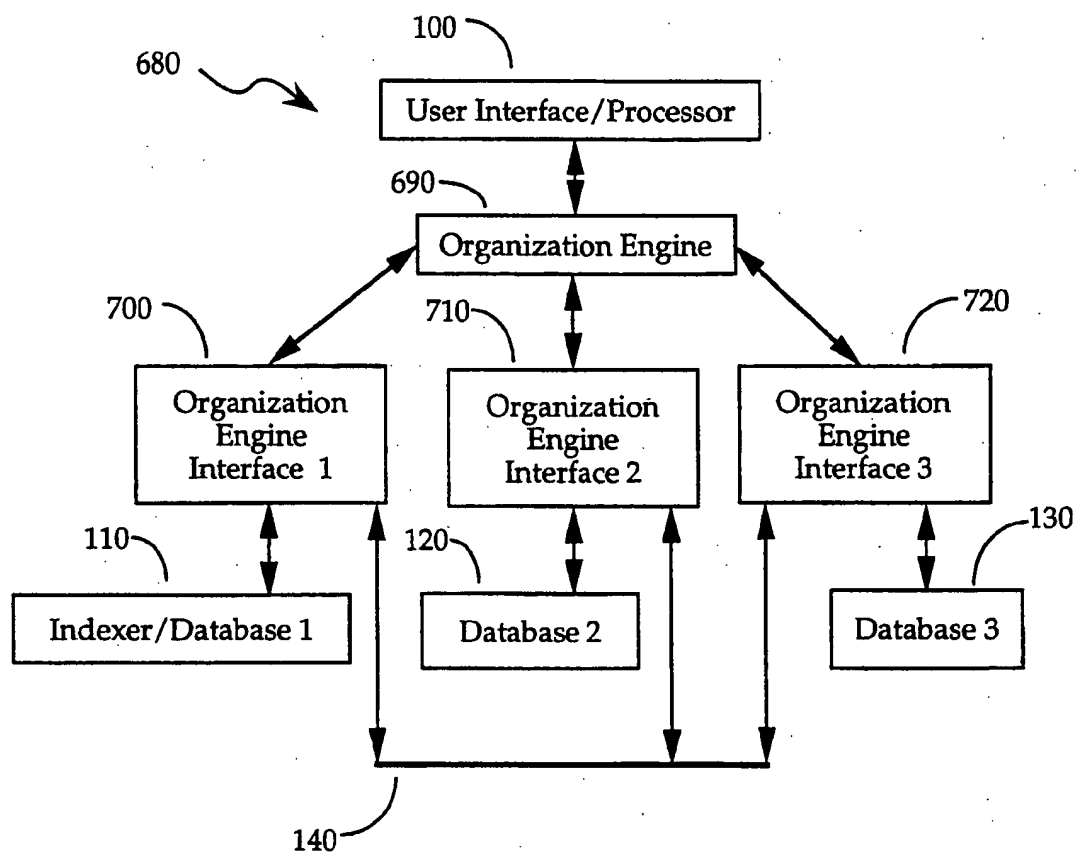 100
680
User Interface/Processor
690
Organization Engine
700
710
720
Organization
Engine
Interface 1
Organization
Engine
Interface 2
Organization
Engine
Interface 3
110
120
130
Indexer/Database 1
Database 2
Database 3
140